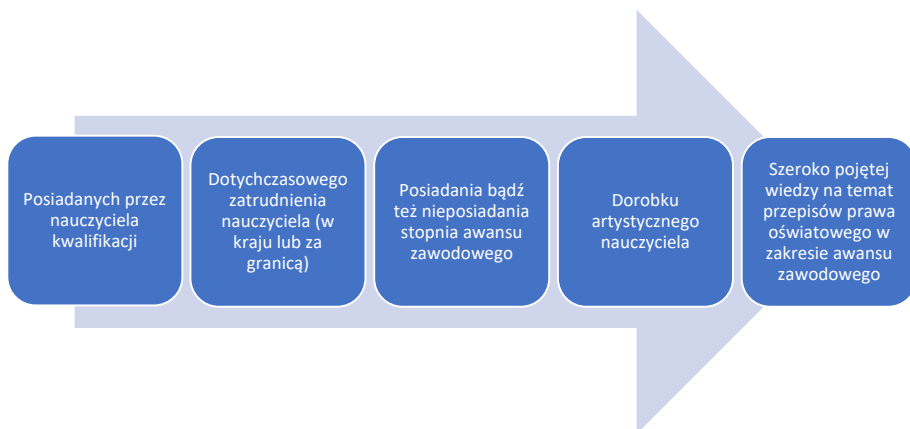 Posiadanych przez
nauczyciela
kwalifikacji
Dotychczasowego
zatrudnienia
nauczyciela (w
kraju lub za
granicą)
Posiadania bądź
też nieposiadania
stopnia awansu
zawodowego
Dorobku
artystycznego
nauczyciela
Szeroko pojętej
wiedzy na temat
przepisów prawa
oświatowego w
zakresie awansu
zawodowego